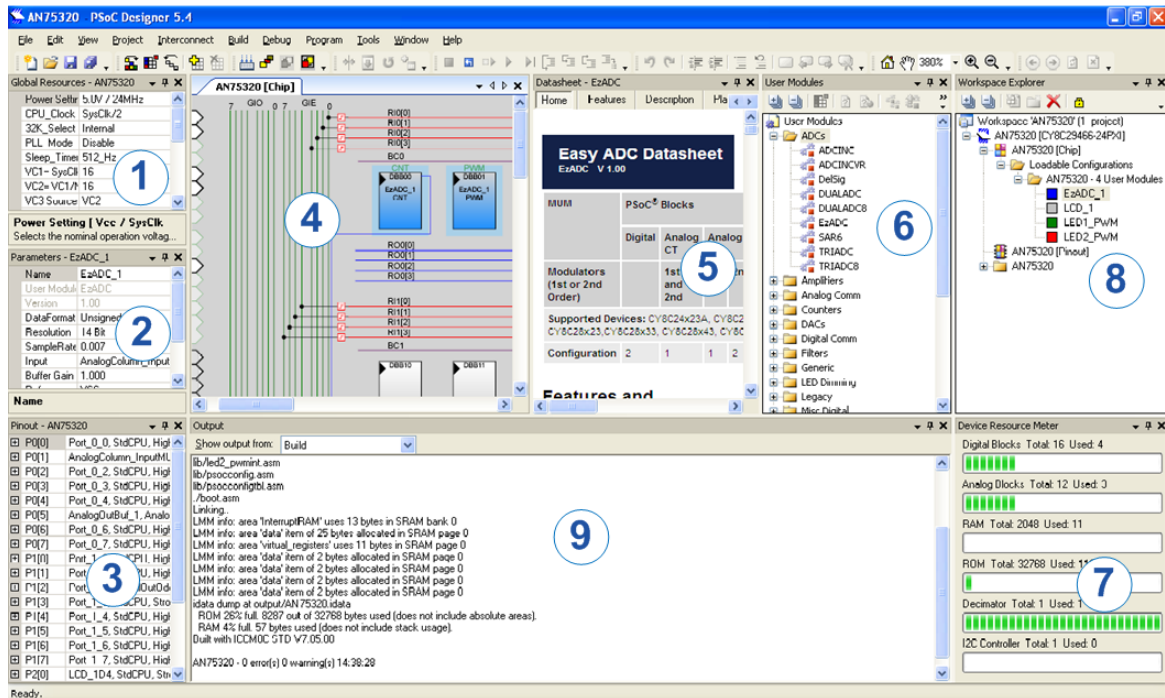 AN75320 - PSoC Designer 5.4
File Edit View Project Interconnect Build Debug Program Tools Window Help
380%
Global Resources - AN75320
Power Settir 5.0V / 24MHz
CPU_Clock SysClk/2
32K_Select Internal
PLL Mode Disable
Sleep_Timer 512_Hz
VC1= SysClk 16
VC2= VC1/N 16
VC3 Source VC2
1
Power Setting [ Vcc / SysClk
Selects the nominal operation voltag...
Parameters - EzADC_1
Name EzADC_1
User Module EzADC
Version 1.00
DataFormat Unsigned
Resolution 14 Bit
SampleRate 0.007
Input AnalogColumn_Input
Buffer Gain 1.000
VSS
2
Name
Pinout - AN75320
P0[0] Port_0_0, StdCPU, High
P0[1] AnalogColumn_InputMU
P0[2] Port_0_2, StdCPU, High
P0[3] Port_0_3, StdCPU, High
P0[4] Port_0_4, StdCPU, High
P0[5] AnalogOutBuf_1, Analo
P0[6] Port_0_6, StdCPU, High
P0[7] Port_0_7, StdCPU, High
P1[0]
P1[1]
P1[2]
P1[3] Stro
P1[4] Port_1_4, StdCPU, High
P1[5] Port_1_5, StdCPU, High
P1[6] Port_1_6, StdCPU, High
P1[7] Port_1_7, StdCPU, High
P2[0] LCD_1D4, StdCPU, Stro
3
AN75320 [Chip]
7 GIO 0 7 GIE 0
RI0[0]
RI0[1]
RI0[2]
RI0[3]
BC0
CNT PWM
DBB00 DBB01
EzADC_1 EzADC_1
CNT PWM
RO0[0]
RO0[1]
RO0[2]
RO0[3]
RI1[0]
RI1[1]
RI1[2]
RI1[3]
BC1
DBB10 DBB11
4
Datasheet - EzADC
Home Features Description Pla
Easy ADC Datasheet
EzADC V 1.00
MUM PSoC® Blocks
Digital Analog CT Analog
Modulators (1st or 2nd Order) 1st and 2nd
Supported Devices: CY8C24x23A, CY8C
CY8C28x23,CY8C28x33, CY8C28x43, CY8C
Configuration 2 1 1 2
Features and
5
User Modules
User Modules
ADCs
ADCINC
ADCINCVR
DelSig
DUALADC
DUALADC8
EzADC
SAR6
TRIADC
TRIADC8
Amplifiers
Analog Comm
Counters
DACs
Digital Comm
Filters
Generic
LED Dimming
Legacy
Misc Digital
6
Workspace Explorer
Workspace 'AN75320' (1 project)
AN75320 [CY8C29466-24PXI]
AN75320 [Chip]
Loadable Configurations
AN75320 - 4 User Modules
EzADC_1
LCD_1
LED1_PWM
LED2_PWM
AN75320 [Pinout]
AN75320
8
Output
Show output from: Build
lib/led2_pwmint.asm
lib/psocconfig.asm
lib/psocconfigtbl.asm
./boot.asm
Linking..
LMM info: area 'InterruptRAM' uses 13 bytes in SRAM bank 0
LMM info: area 'data' item of 25 bytes allocated in SRAM page 0
LMM info: area 'virtual_registers' uses 11 bytes in SRAM page 0
LMM info: area 'data' item of 2 bytes allocated in SRAM page 0
LMM info: area 'data' item of 2 bytes allocated in SRAM page 0
LMM info: area 'data' item of 2 bytes allocated in SRAM page 0
LMM info: area 'data' item of 2 bytes allocated in SRAM page 0
idata dump at output/AN75320.idata
ROM 26% full. 8287 out of 32768 bytes used (does not include absolute areas).
RAM 4% full. 57 bytes used (does not include stack usage).
Built with ICCM8C STD V7.05.00
AN75320 - 0 error(s) 0 warning(s) 14:38:28
9
Device Resource Meter
Digital Blocks Total: 16 Used: 4
Analog Blocks Total: 12 Used: 3
RAM Total: 2048 Used: 11
ROM Total: 32768 Used:
Decimator Total: 1 Used: 1
I2C Controller Total: 1 Used: 0
7
Ready.